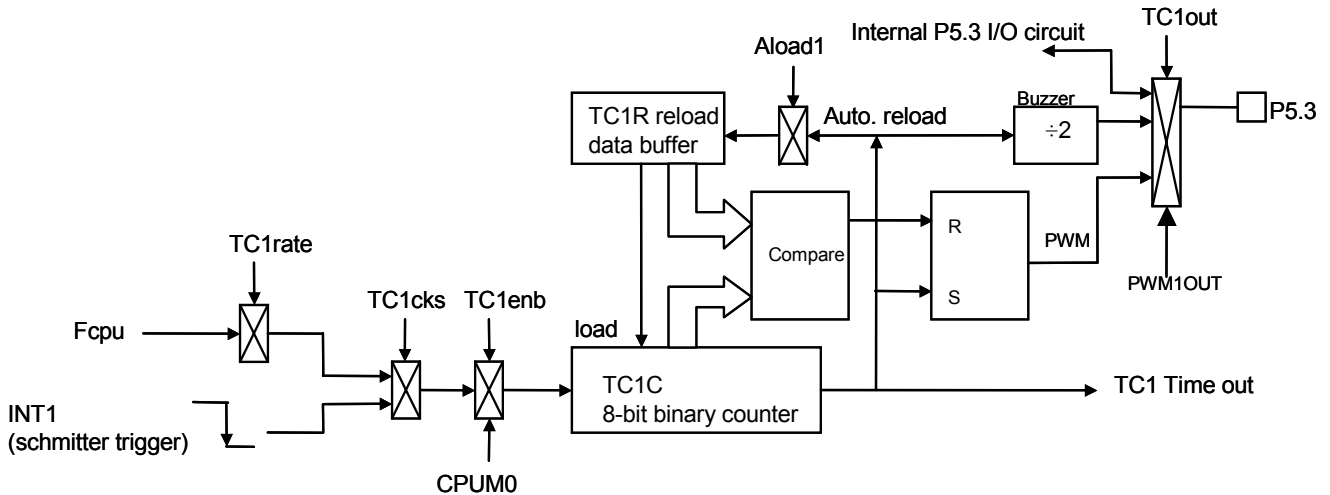 TC1out
Internal P5.3 I/O circuit
Aload1
Buzzer
TC1R reload
data buffer
Auto. reload
÷2
P5.3
R
TC1rate
Compare
PWM
TC1cks
TC1enb
S
PWM1OUT
Fcpu
load
TC1C
8-bit binary counter
TC1 Time out
INT1
(schmitter trigger)
CPUM0